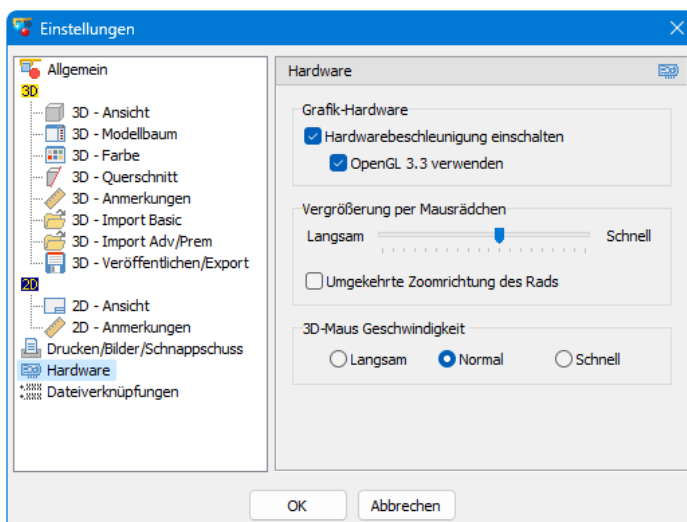 Einstellungen
Allgemein
3D
3D - Ansicht
3D - Modellbaum
3D - Farbe
3D - Querschnitt
3D - Anmerkungen
3D - Import Basic
3D - Import Adv/Prem
3D - Veröffentlichen/Export
2D
2D - Ansicht
2D - Anmerkungen
Drucken/Bilder/Schnappschuss
Hardware
Dateiverknüpfungen
Hardware
Grafik-Hardware
Hardwarebeschleunigung einschalten
OpenGL 3.3 verwenden
Vergrößerung per Mausrädchen
Langsam Schnell
Umgekehrte Zoomrichtung des Rads
3D-Maus Geschwindigkeit
Langsam Normal Schnell
OK Abbrechen